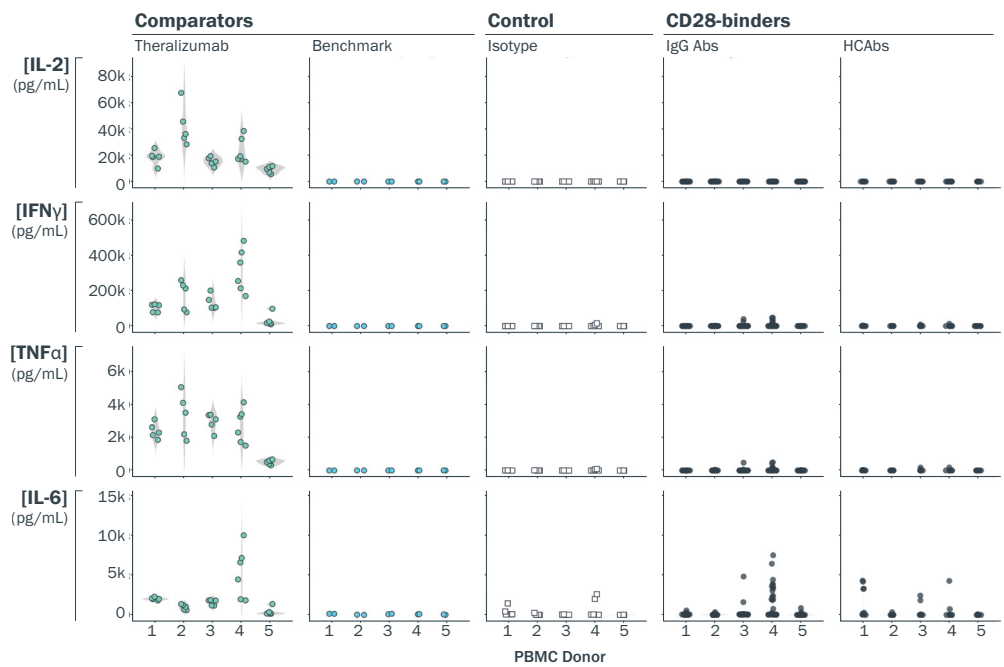 Comparators Control CD28-binders
Theralizumab Benchmark Isotype IgG Abs HCAbs
[IL-2]
(pg/mL)
80k
60k
40k
20k
0
[IFNγ]
(pg/mL)
600k
400k
200k
0
[TNFα]
(pg/mL)
6k
4k
2k
0
[IL-6]
(pg/mL)
15k
10k
5k
0
1 2 3 4 5 1 2 3 4 5 1 2 3 4 5 1 2 3 4 5 1 2 3 4 5
PBMC Donor